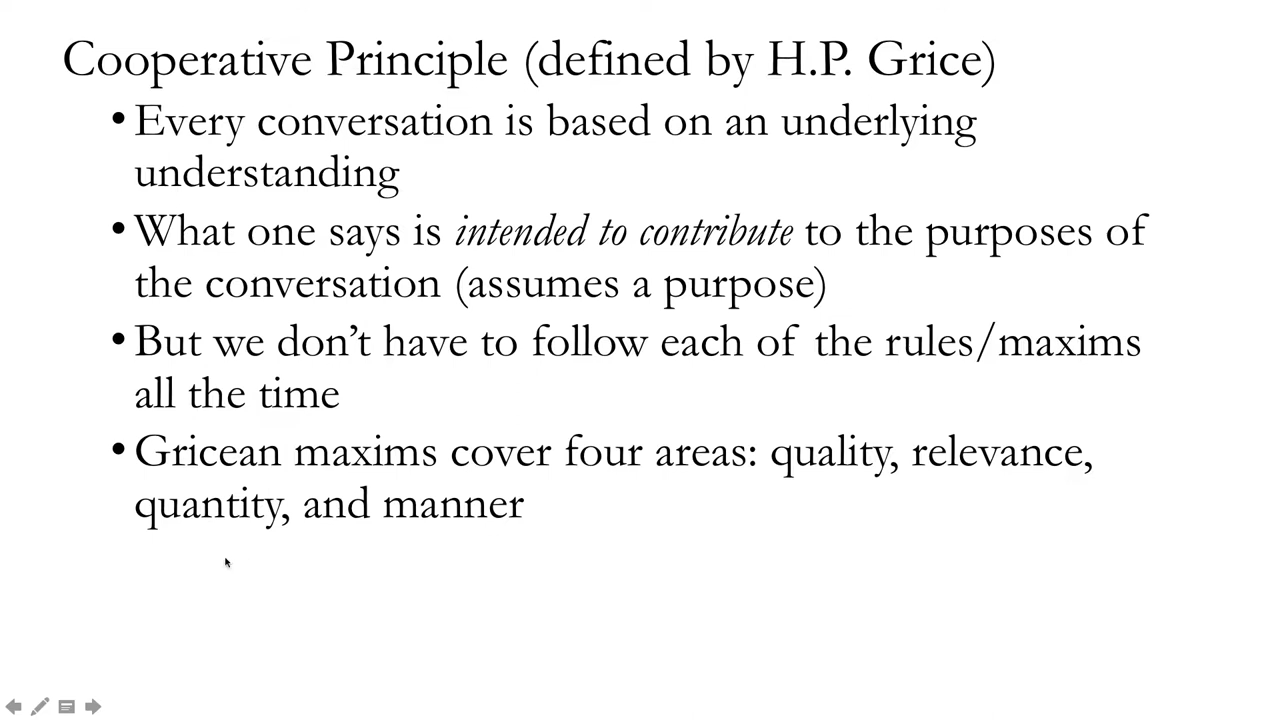 Cooperative Principle (defined by H.P. Grice)
•Every conversation is based on an underlying
understanding
•What one says is intended to contribute to the purposes of
the conversation (assumes a purpose)
•But we don’t have to follow each of the rules/maxims
all the time
•Gricean maxims cover four areas: quality, relevance,
quantity, and manner